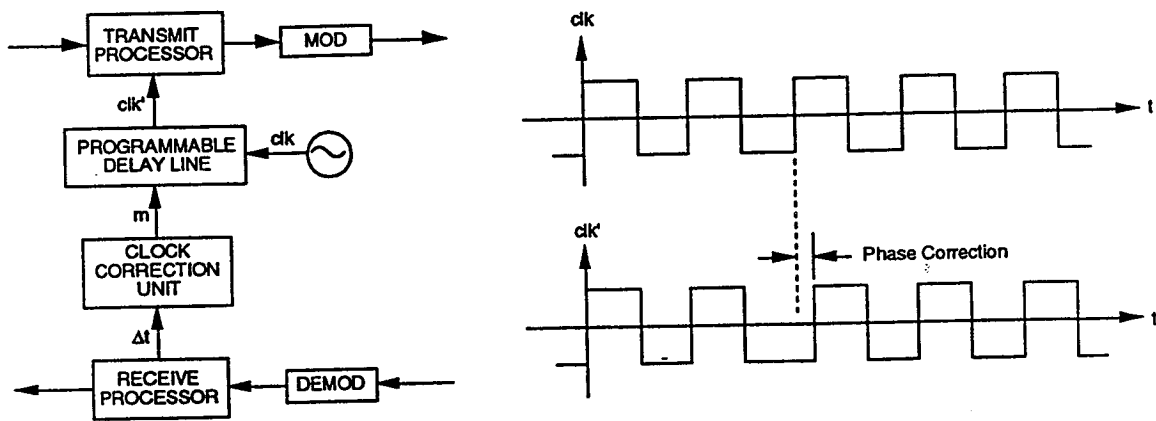 TRANSMIT
PROCESSOR
MOD
clk'
PROGRAMMABLE
DELAY LINE
clk
m
CLOCK
CORRECTION
UNIT
Δt
RECEIVE
PROCESSOR
DEMOD
clk
t
clk'
Phase Correction
t